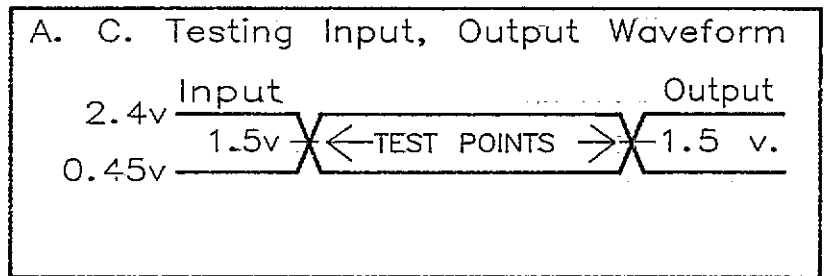 A. C. Testing Input, Output Waveform
Input Output
2.4v
1.5v TEST POINTS 1.5 v.
0.45v